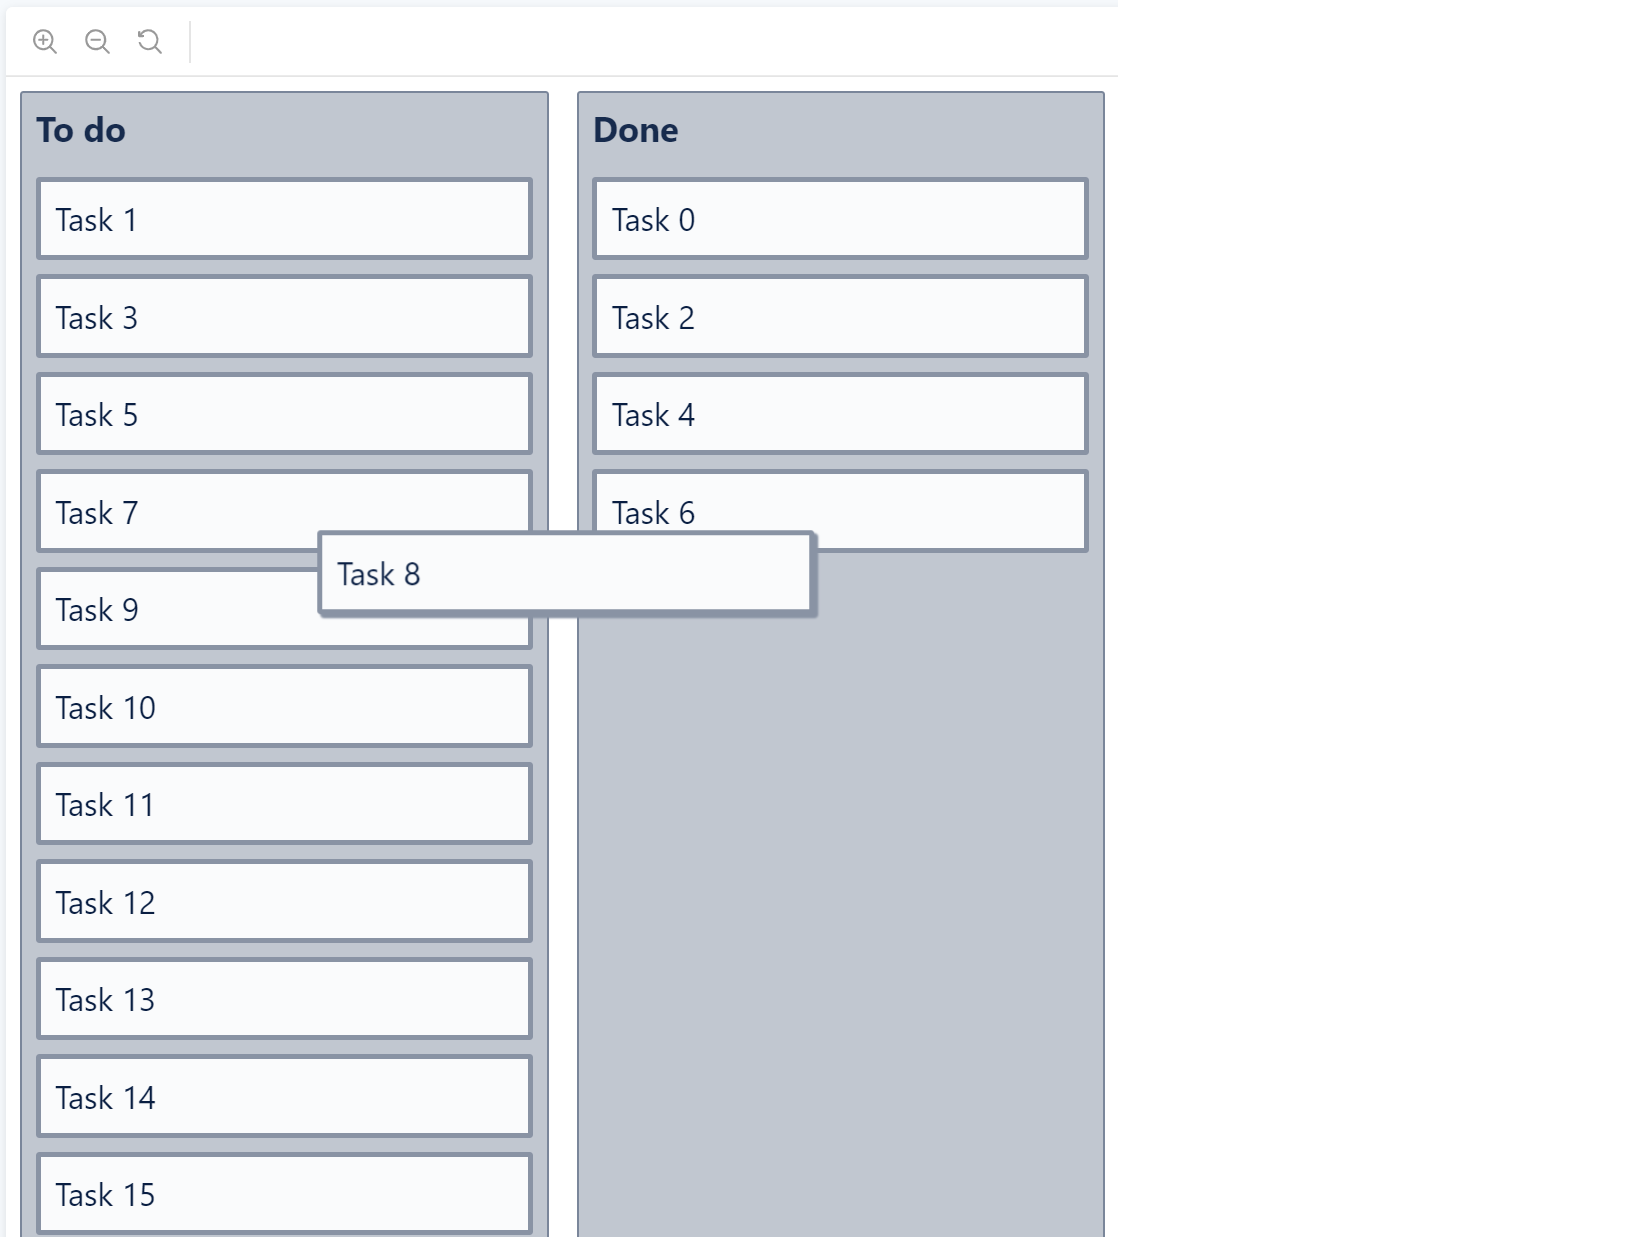 To do
Task 1
Task 3
Task 5
Task 7
Task 9
Task 10
Task 11
Task 12
Task 13
Task 14
Task 15
Task 8
Done
Task 0
Task 2
Task 4
Task 6